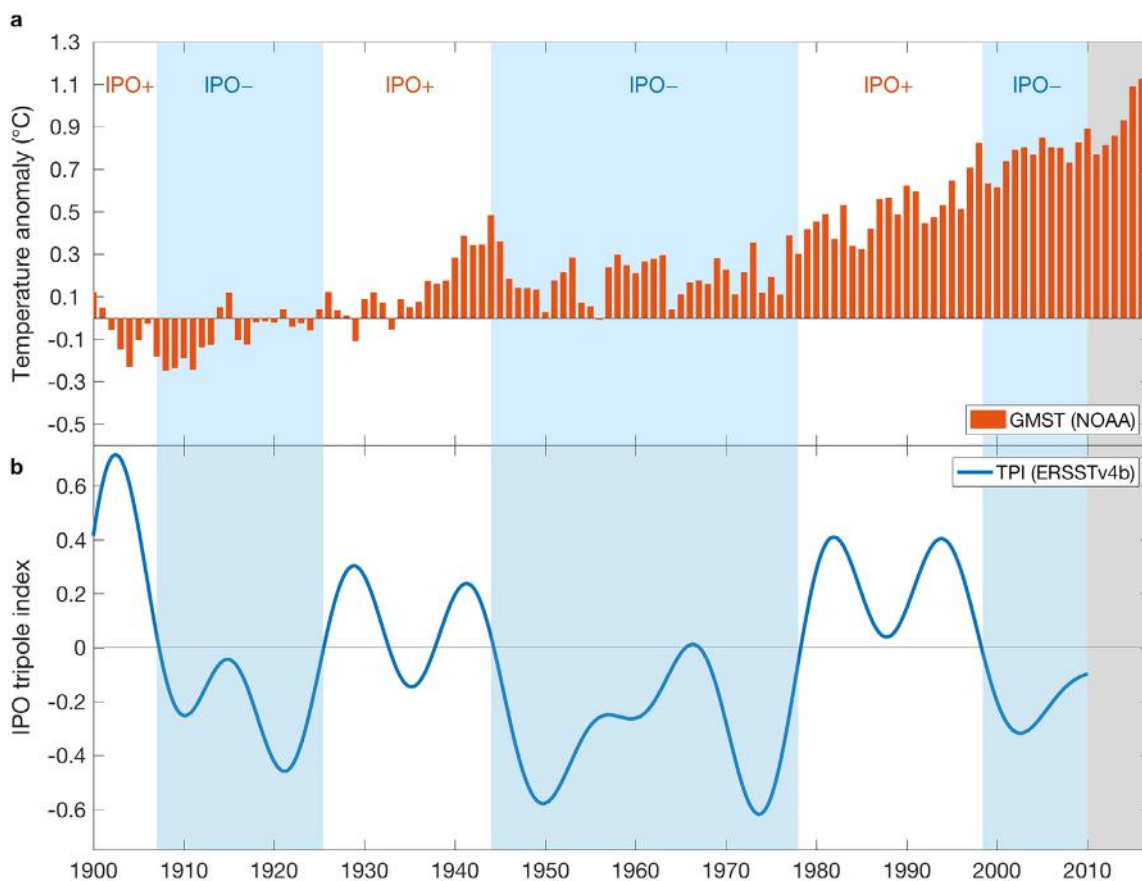 a
1.3
1.1
0.9
0.7
0.5
0.3
0.1
-0.1
-0.3
-0.5
Temperature anomaly (°C)
IPO+
IPO−
IPO+
IPO−
IPO+
IPO−
GMST (NOAA)
b
TPI (ERSSTv4b)
0.6
0.4
0.2
0
-0.2
-0.4
-0.6
IPO tripole index
1900
1910
1920
1930
1940
1950
1960
1970
1980
1990
2000
2010